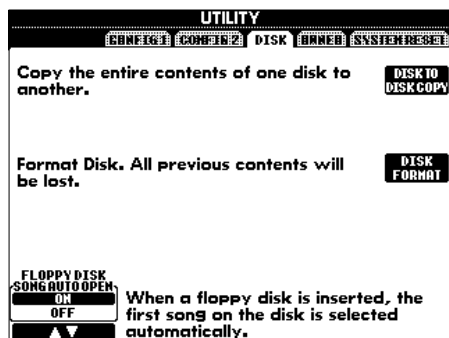 UTILITY
CONFIG 1 CONFIG 2 DISK SYSTEM RESET
Copy the entire contents of one disk to
another.
DISK TO
DISK COPY
Format Disk. All previous contents will
be lost.
DISK
FORMAT
FLOPPY DISK
SONG AUTO OPEN
ON
OFF
When a floppy disk is inserted, the
first song on the disk is selected
automatically.